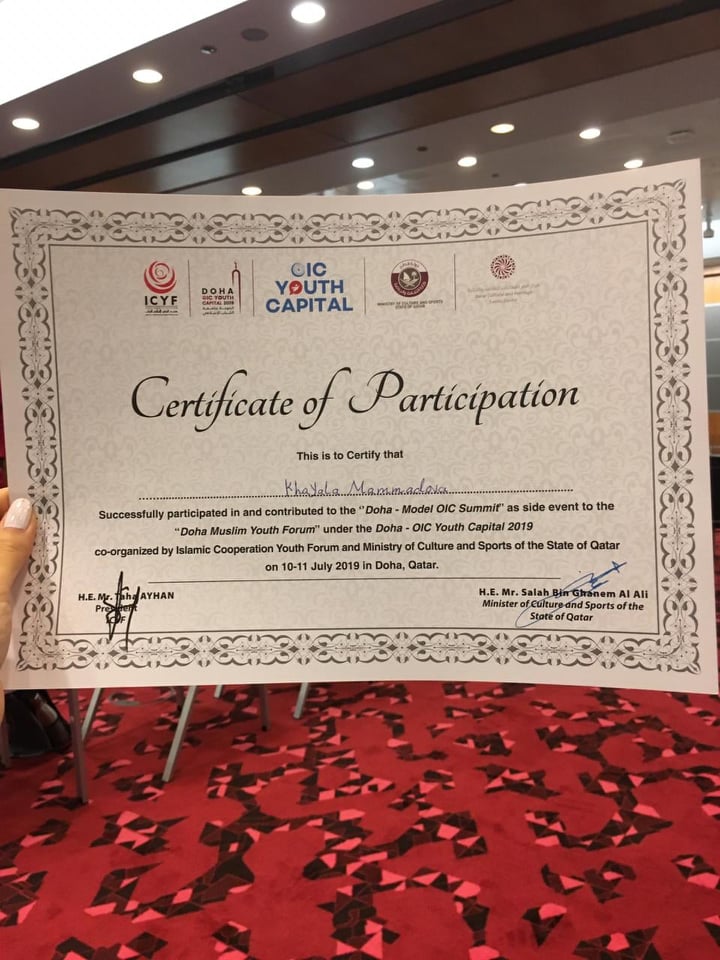 ICYF
DOHA
OIC YOUTH
CAPITAL 2019
OIC
YOUTH
CAPITAL
MINISTRY OF CULTURE AND SPORTS
STATE OF QATAR
Certificate of Participation
This is to Certify that
Khayala Mammadova
Successfully participated in and contributed to the "Doha - Model OIC Summit" as side event to the
"Doha Muslim Youth Forum" under the Doha - OIC Youth Capital 2019
co-organized by Islamic Cooperation Youth Forum and Ministry of Culture and Sports of the State of Qatar
on 10-11 July 2019 in Doha, Qatar.
H.E. Mr. Taha AYHAN
President
ICYF
H.E. Mr. Salah Bin Ghanem Al Ali
Minister of Culture and Sports of the
State of Qatar